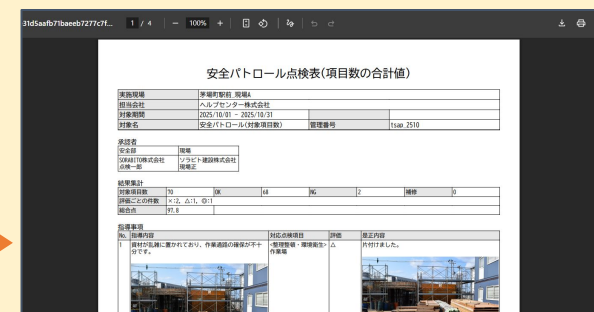 31d5aafb71baeeb7277c7f... 1 / 4 100%
安全パトロール点検表(項目数の合計値)
実施現場 茅場町駅前_現場A
担当会社 ヘルプセンター株式会社
対象期間 2025/10/01 - 2025/10/31
対象名 安全パトロール(対象項目数) 管理番号 tsap_2510
承認者
安全部 現場
SORABITO株式会社 ソラビト建設株式会社
点検一郎 現場正
結果集計
対象項目数 70 OK 68 NG 2 補修 0
評価ごとの件数 ×:2, △:1, ◎:1
総合点 97.8
指導事項
No. 指導内容 対応点検項目 評価 是正内容
1 資材が乱雑に置かれており、作業通路の確保が不十 <整理整頓・環境衛生> △ 片付けました。
分です。 作業場